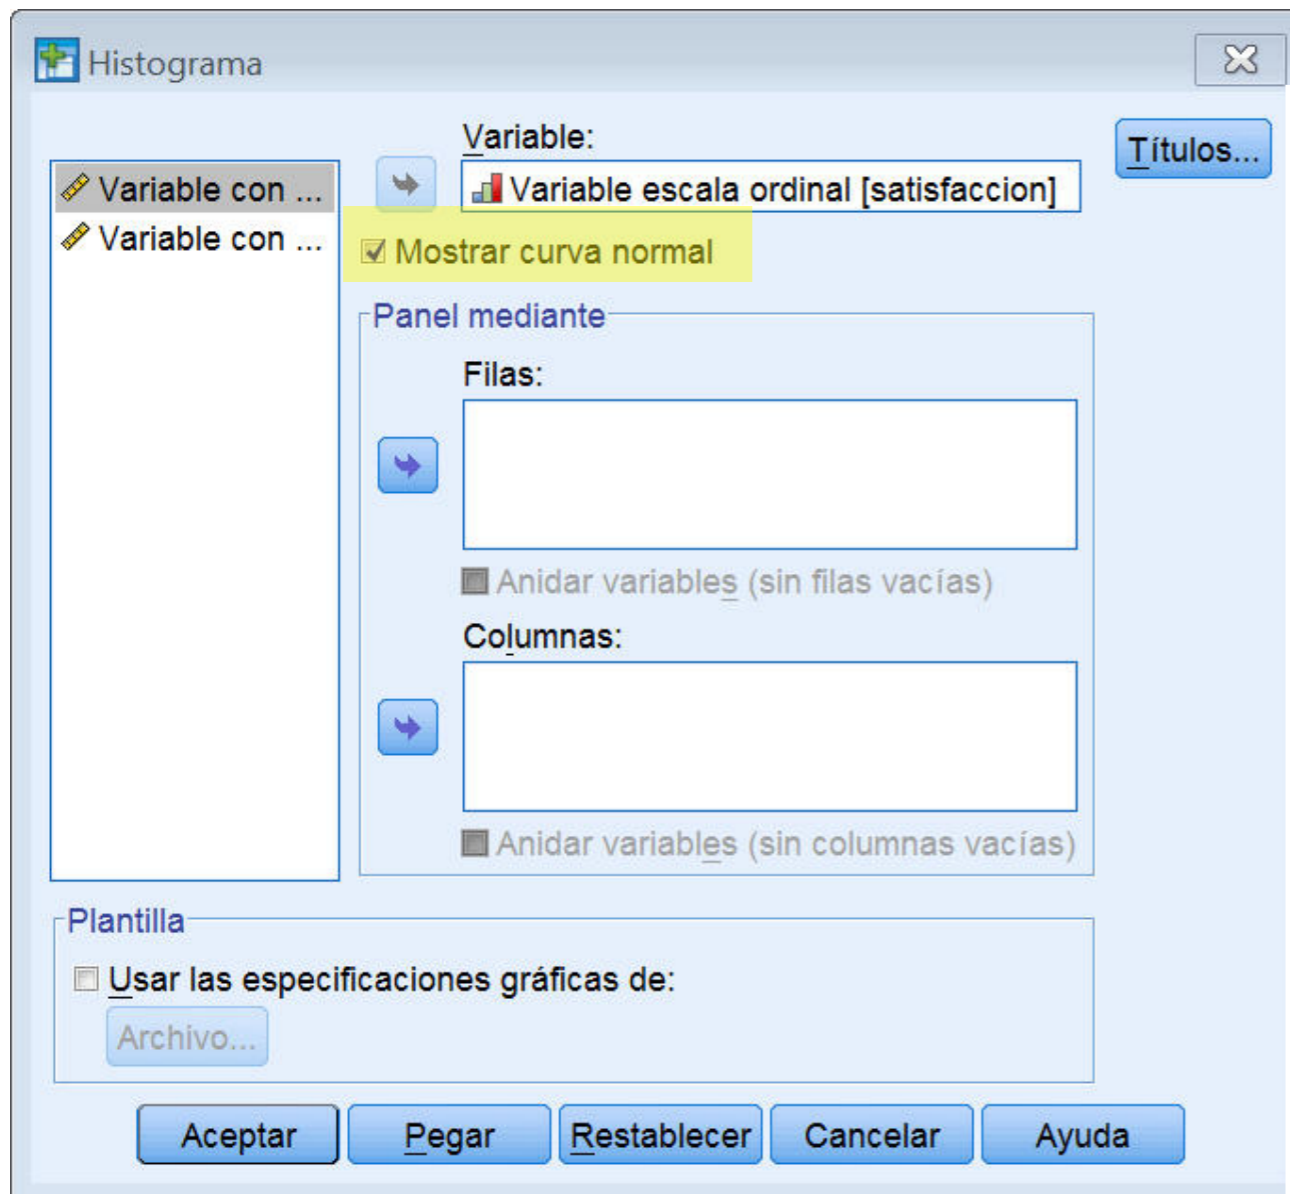 Histograma
Variable:
Títulos...
Variable con ...
Variable escala ordinal [satisfaccion]
Variable con ...
Mostrar curva normal
Panel mediante
Filas:
Anidar variables (sin filas vacías)
Columnas:
Anidar variables (sin columnas vacías)
Plantilla
Usar las especificaciones gráficas de:
Archivo...
Aceptar Pegar Restablecer Cancelar Ayuda